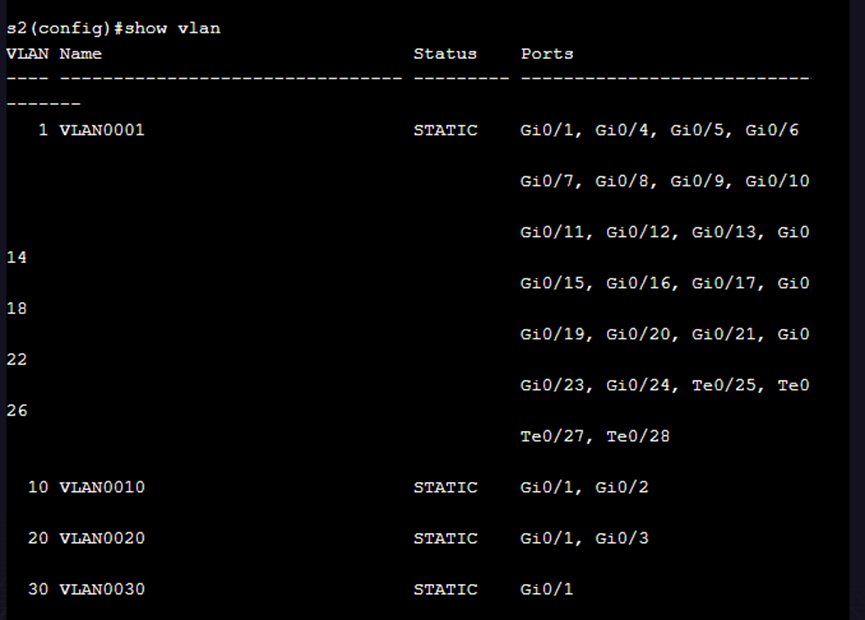 s2(config)#show vlan
VLAN Name                             Status    Ports
---- -------------------------------- --------- ---------------------------
-------
   1 VLAN0001                         STATIC    Gi0/1, Gi0/4, Gi0/5, Gi0/6
                                                Gi0/7, Gi0/8, Gi0/9, Gi0/10
                                                Gi0/11, Gi0/12, Gi0/13, Gi0
14
                                                Gi0/15, Gi0/16, Gi0/17, Gi0
18
                                                Gi0/19, Gi0/20, Gi0/21, Gi0
22
                                                Gi0/23, Gi0/24, Te0/25, Te0
26
                                                Te0/27, Te0/28
  10 VLAN0010                         STATIC    Gi0/1, Gi0/2
  20 VLAN0020                         STATIC    Gi0/1, Gi0/3
  30 VLAN0030                         STATIC    Gi0/1